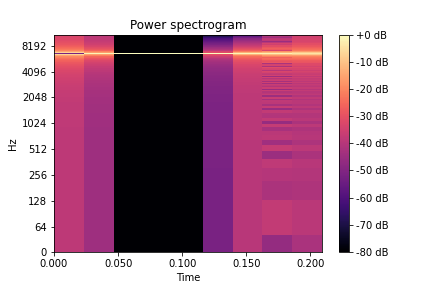 Power spectrogram
8192
4096
2048
1024
512
256
128
64
0
Hz
0.000
0.050
0.100
0.150
0.200
Time
+0 dB
-10 dB
-20 dB
-30 dB
-40 dB
-50 dB
-60 dB
-70 dB
-80 dB